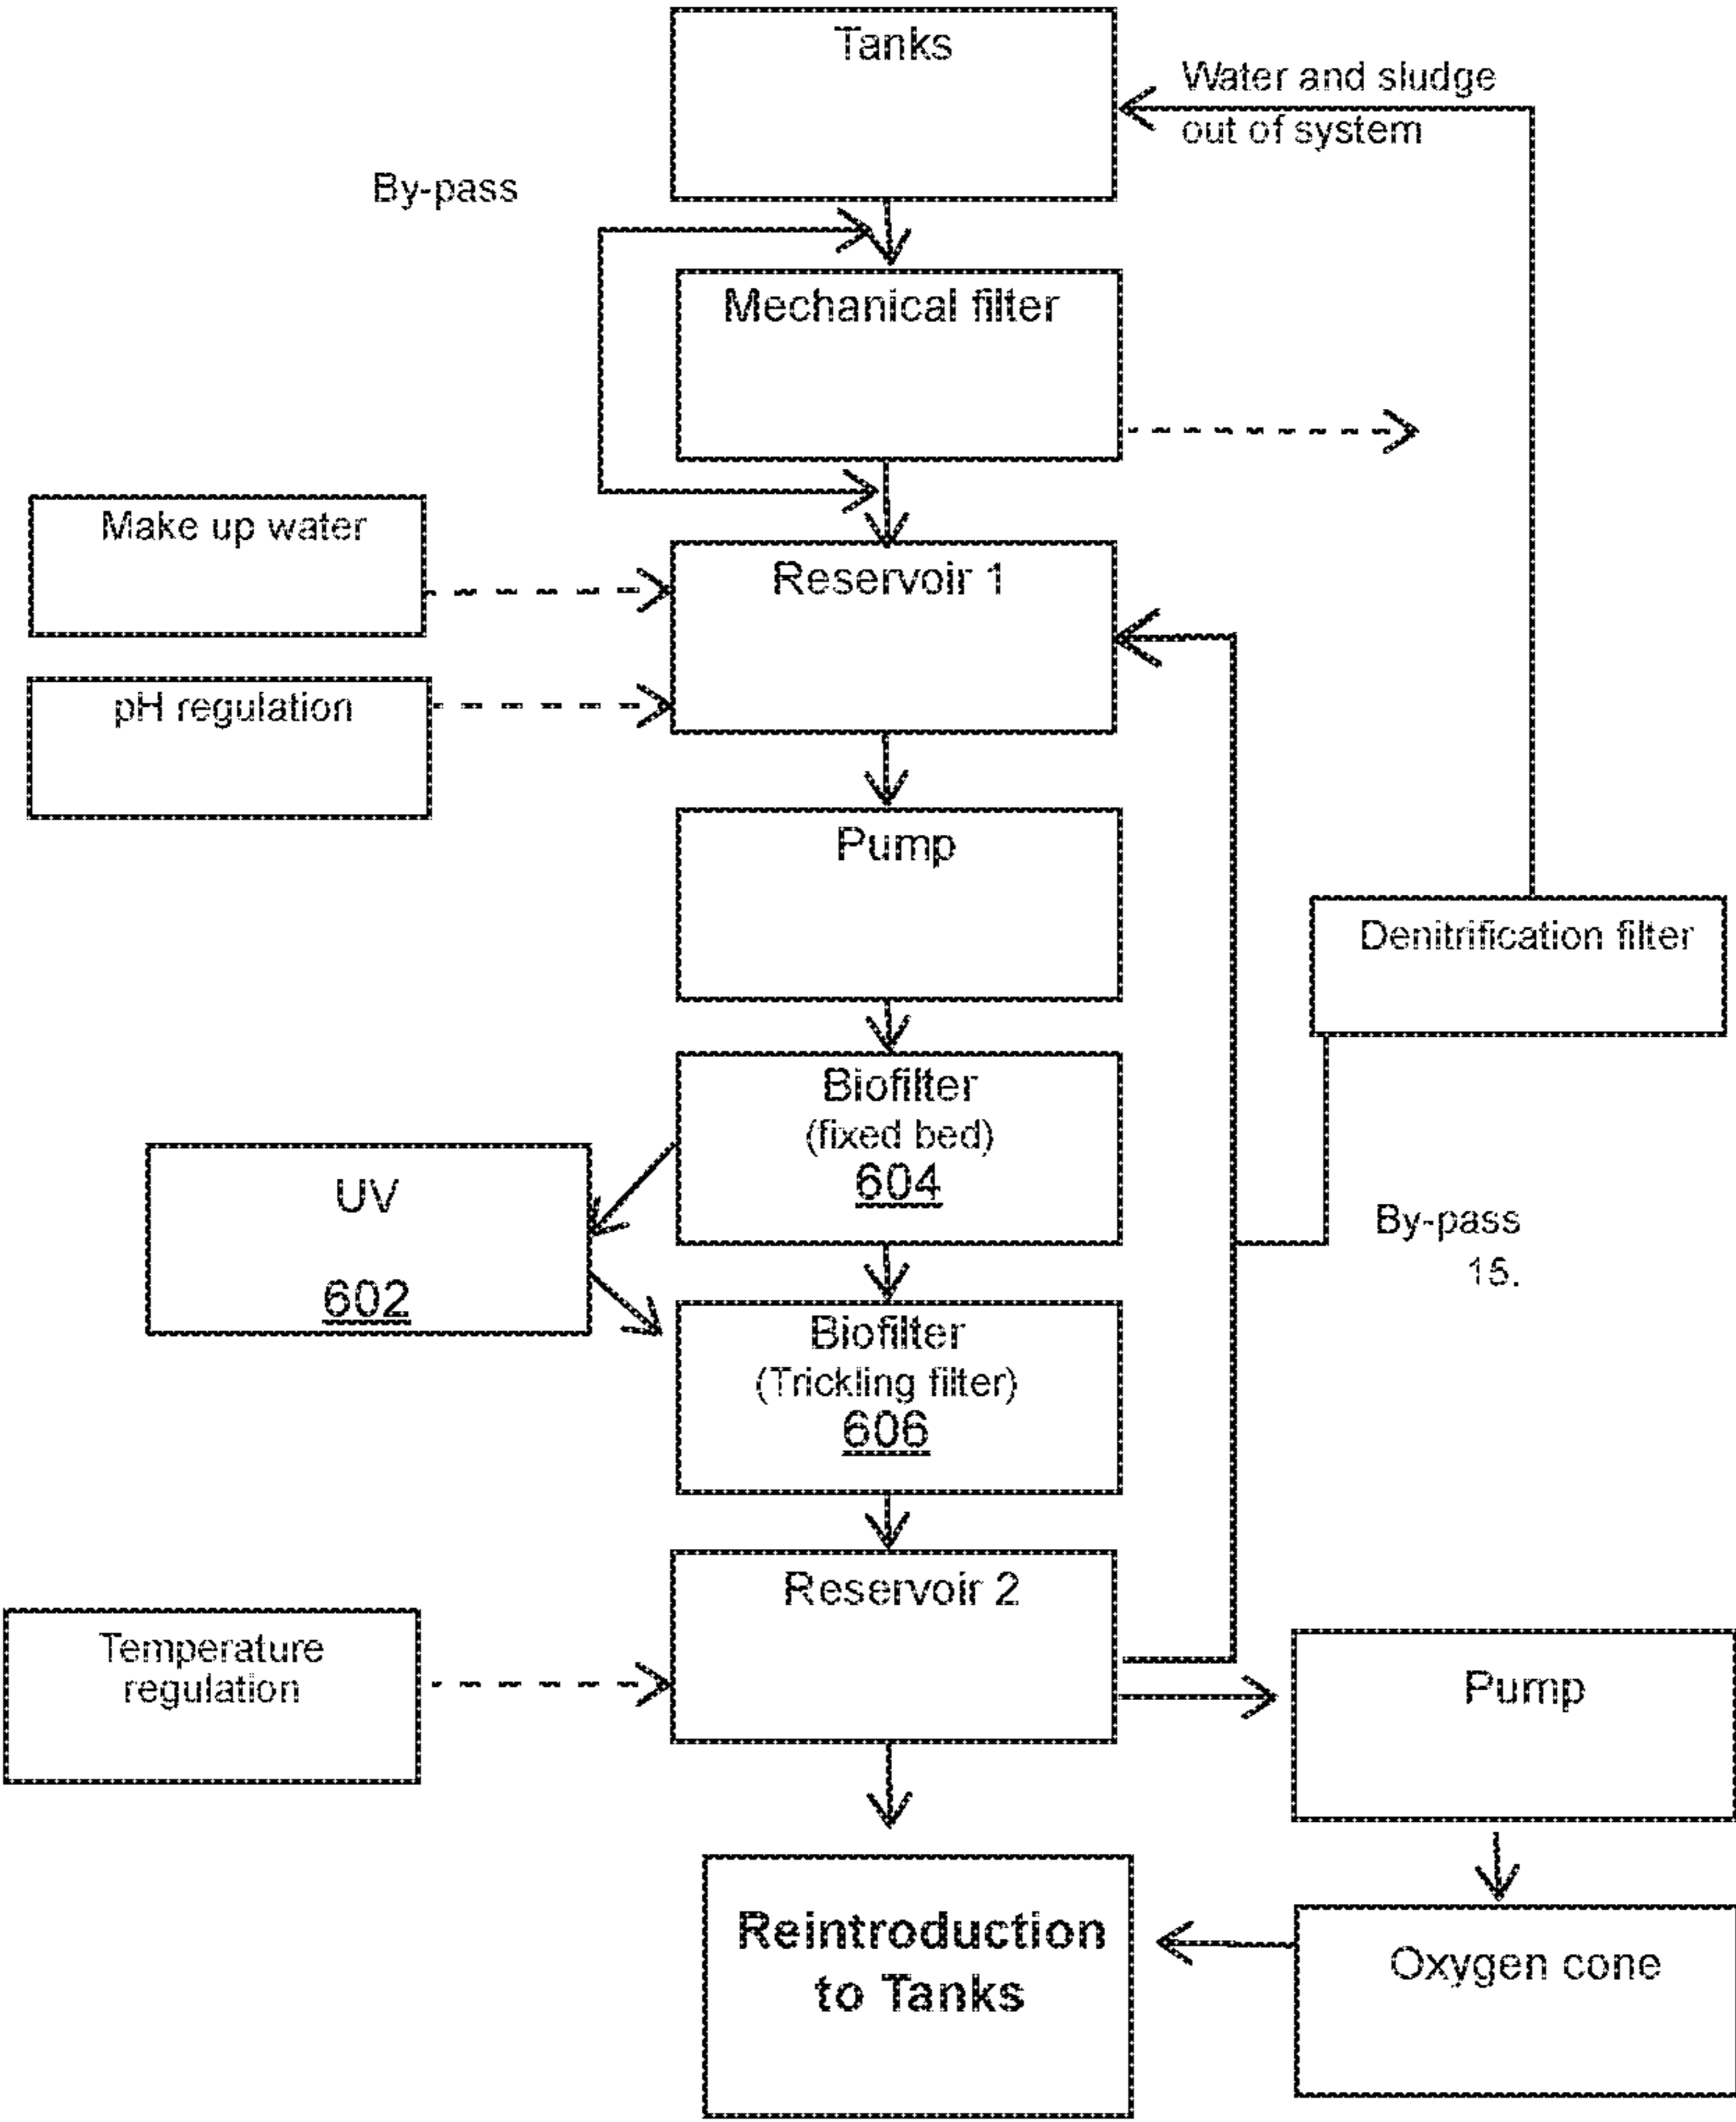 Tanks
Water and sludge
out of system
By-pass
Mechanical filter
Make up water
Reservoir 1
pH regulation
Pump
Denitrification filter
Biofilter
(fixed bed)
604
UV
602
By-pass
15.
Biofilter
(Trickling filter)
606
Reservoir 2
Temperature
regulation
Pump
Reintroduction
to Tanks
Oxygen cone